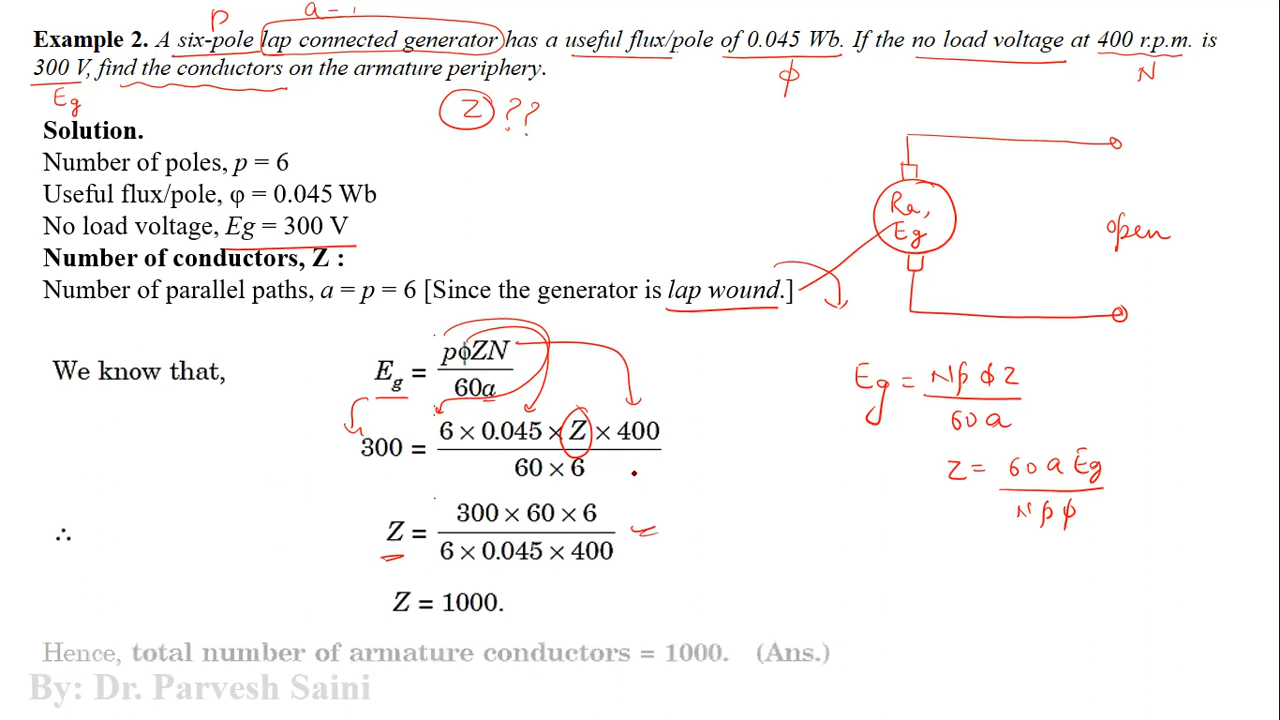 P
a =
Example 2. A six-pole lap connected generator has a useful flux/pole of 0.045 Wb. If the no load voltage at 400 r.p.m. is
300 V, find the conductors on the armature periphery.
Eg
ϕ
N
Z ??
Solution.
Number of poles, p = 6
Useful flux/pole, φ = 0.045 Wb
No load voltage, Eg = 300 V
Number of conductors, Z :
Number of parallel paths, a = p = 6 [Since the generator is lap wound.]
Ra,
Eg
open
We know that, Eg = pϕZN / 60a
300 = 6 × 0.045 × Z × 400 / 60 × 6
∴ Z = 300 × 60 × 6 / 6 × 0.045 × 400
Z = 1000.
Eg = N p ϕ Z / 60 a
Z = 60 a Eg / N p ϕ
Hence, total number of armature conductors = 1000. (Ans.)
By: Dr. Parvesh Saini